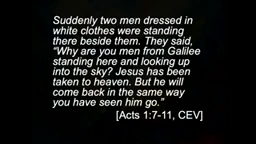 Suddenly two men dressed in
white clothes were standing
there beside them. They said,
"Why are you men from Galilee
standing here and looking up
into the sky? Jesus has been
taken to heaven. But he will
come back in the same way
you have seen him go."
[Acts 1:7-11, CEV]